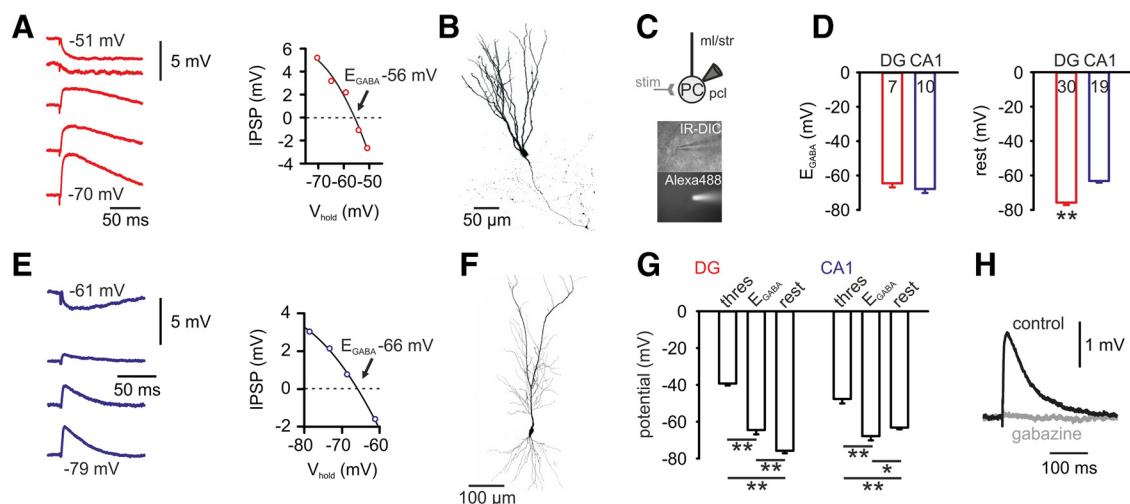 A
-51 mV
5 mV
-70 mV
50 ms
IPSP (mV)
6
4
2
0
-2
-4
E_GABA -56 mV
-70 -60 -50
V_hold (mV)
B
50 µm
C
ml/str
stim
PC
pcl
IR-DIC
Alexa488
D
DG CA1
7 10
0
-20
-40
-60
-80
E_GABA (mV)
DG CA1
30 19
0
-20
-40
-60
-80
rest (mV)
**
E
-61 mV
5 mV
50 ms
-79 mV
IPSP (mV)
4
2
0
-2
E_GABA -66 mV
-80 -70 -60
V_hold (mV)
F
100 µm
G
DG
CA1
thres E_GABA rest
thres E_GABA rest
potential (mV)
0
-20
-40
-60
-80
** ** **
** * **
H
control
1 mV
gabazine
100 ms